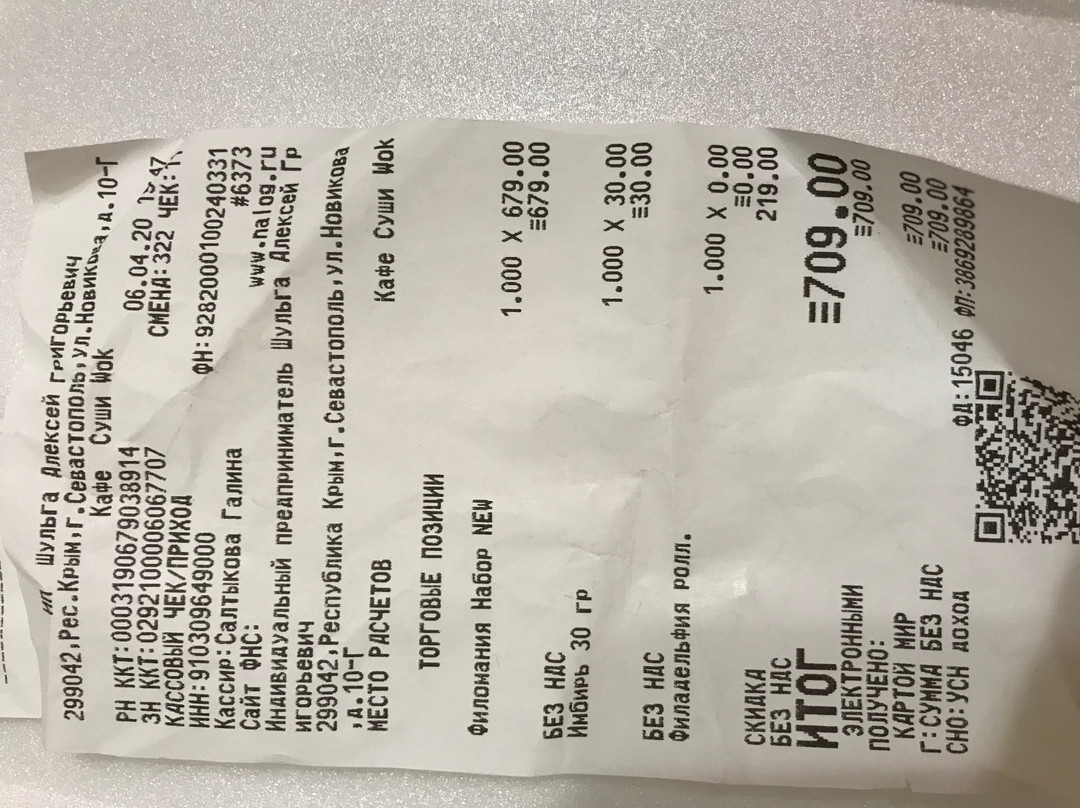 ИП Шульга Алексей Григорьевич
299042,Рес.Крым,г.Севастополь,ул.Новикова,д.10-Г
Кафе Суши Wok
РН ККТ:0003190679038914 06.04.20
ЗН ККТ:0292100006067707 СМЕНА:322 ЧЕК:
КАССОВЫЙ ЧЕК/ПРИХОД
ИНН:910309649000 ФН:9282000100240331
Кассир:Салтыкова Галина #6373
Сайт ФНС: www.nalog.ru
Индивидуальный предприниматель Шульга Алексей Гр
игорьевич
299042,Республика Крым,г.Севастополь,ул.Новикова
,д.10-Г
МЕСТО РАСЧЕТОВ Кафе Суши Wok
ТОРГОВЫЕ ПОЗИЦИИ
Филомания Набор NEW
1.000 X 679.00
≡679.00
БЕЗ НДС
Имбирь 30 гр
1.000 X 30.00
≡30.00
БЕЗ НДС
Филадельфия ролл.
1.000 X 0.00
≡0.00
СКИДКА 219.00
БЕЗ НДС
ИТОГ ≡709.00
ЭЛЕКТРОННЫМИ ≡709.00
ПОЛУЧЕНО:
КАРТОЙ МИР ≡709.00
Г:СУММА БЕЗ НДС ≡709.00
СНО:УСН ДОХОД ФД:15046 ФП:3869289864